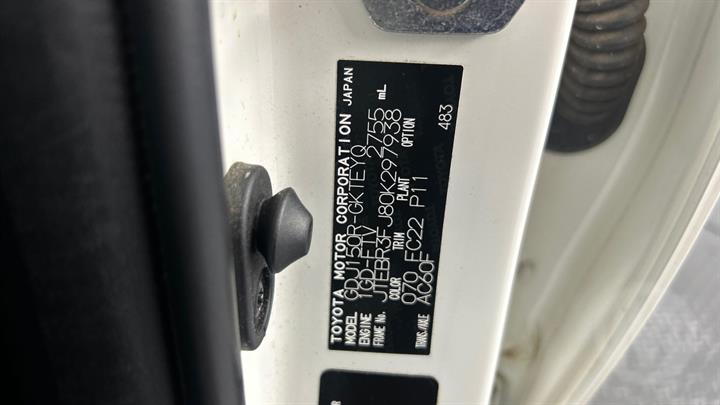 TOYOTA MOTOR CORPORATION JAPAN
MODEL GDJ150R-GKTEYQ
ENGINE 1GD-FTV 2755 mL
FRAME No. JTEBR3FJ80K297938
COLOR TRIM PLANT OPTION
070 FC22 P11
TRANS/AXLE AC60F 483